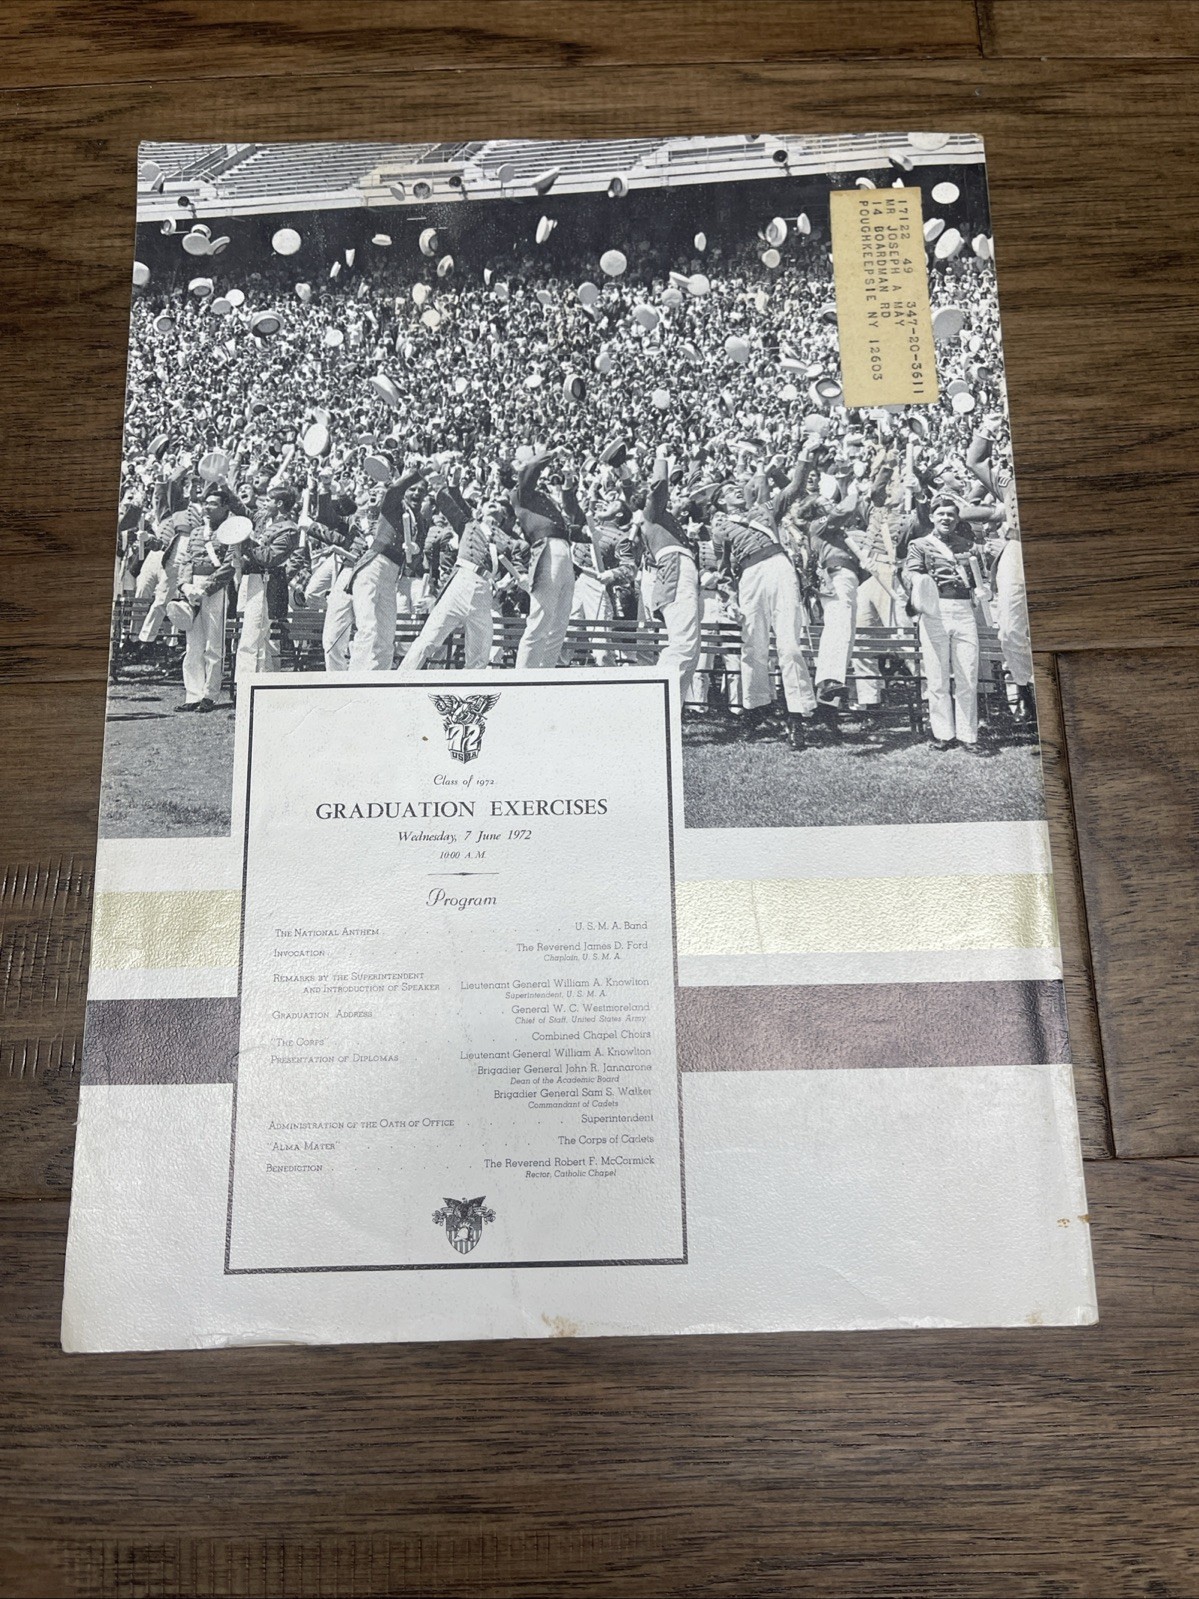 17122 49 347-20-3611
MR JOSEPH A MAY
14 BOARDMAN RD
POUGHKEEPSIE NY 12603
72
USMA
Class of 1972
GRADUATION EXERCISES
Wednesday, 7 June 1972
10:00 A.M.
Program
The National Anthem . . . U. S. M. A. Band
Invocation . . . The Reverend James D. Ford
Chaplain, U. S. M. A.
Remarks by the Superintendent
and Introduction of Speaker . Lieutenant General William A. Knowlton
Superintendent, U. S. M. A.
Graduation Address . . . General W. C. Westmoreland
Chief of Staff, United States Army
"The Corps" . . . Combined Chapel Choirs
Presentation of Diplomas . . . Lieutenant General William A. Knowlton
Brigadier General John R. Jannarone
Dean of the Academic Board
Brigadier General Sam S. Walker
Commandant of Cadets
Administration of the Oath of Office . . . Superintendent
"Alma Mater" . . . The Corps of Cadets
Benediction . . . The Reverend Robert F. McCormick
Rector, Catholic Chapel